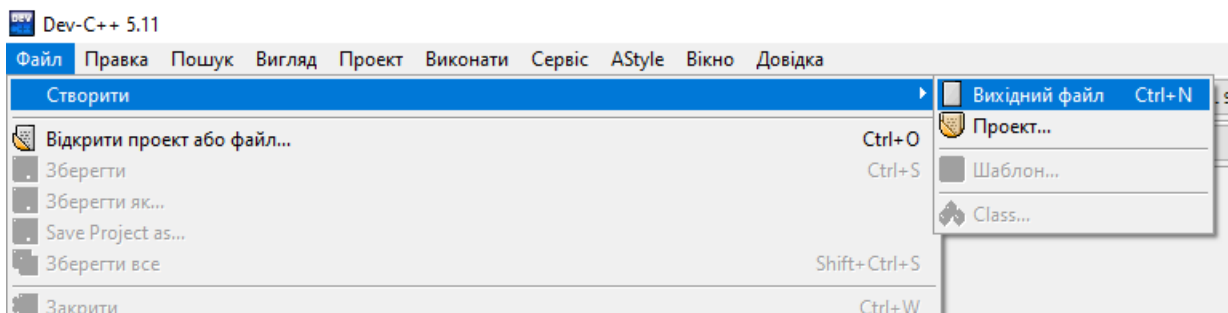 Dev-C++ 5.11
Файл Правка Пошук Вигляд Проект Виконати Сервіс AStyle Вікно Довідка
Створити
Вихідний файл Ctrl+N
Проект...
Шаблон...
Class...
Відкрити проект або файл... Ctrl+O
Зберегти Ctrl+S
Зберегти як...
Save Project as...
Зберегти все Shift+Ctrl+S
Закрити Ctrl+W